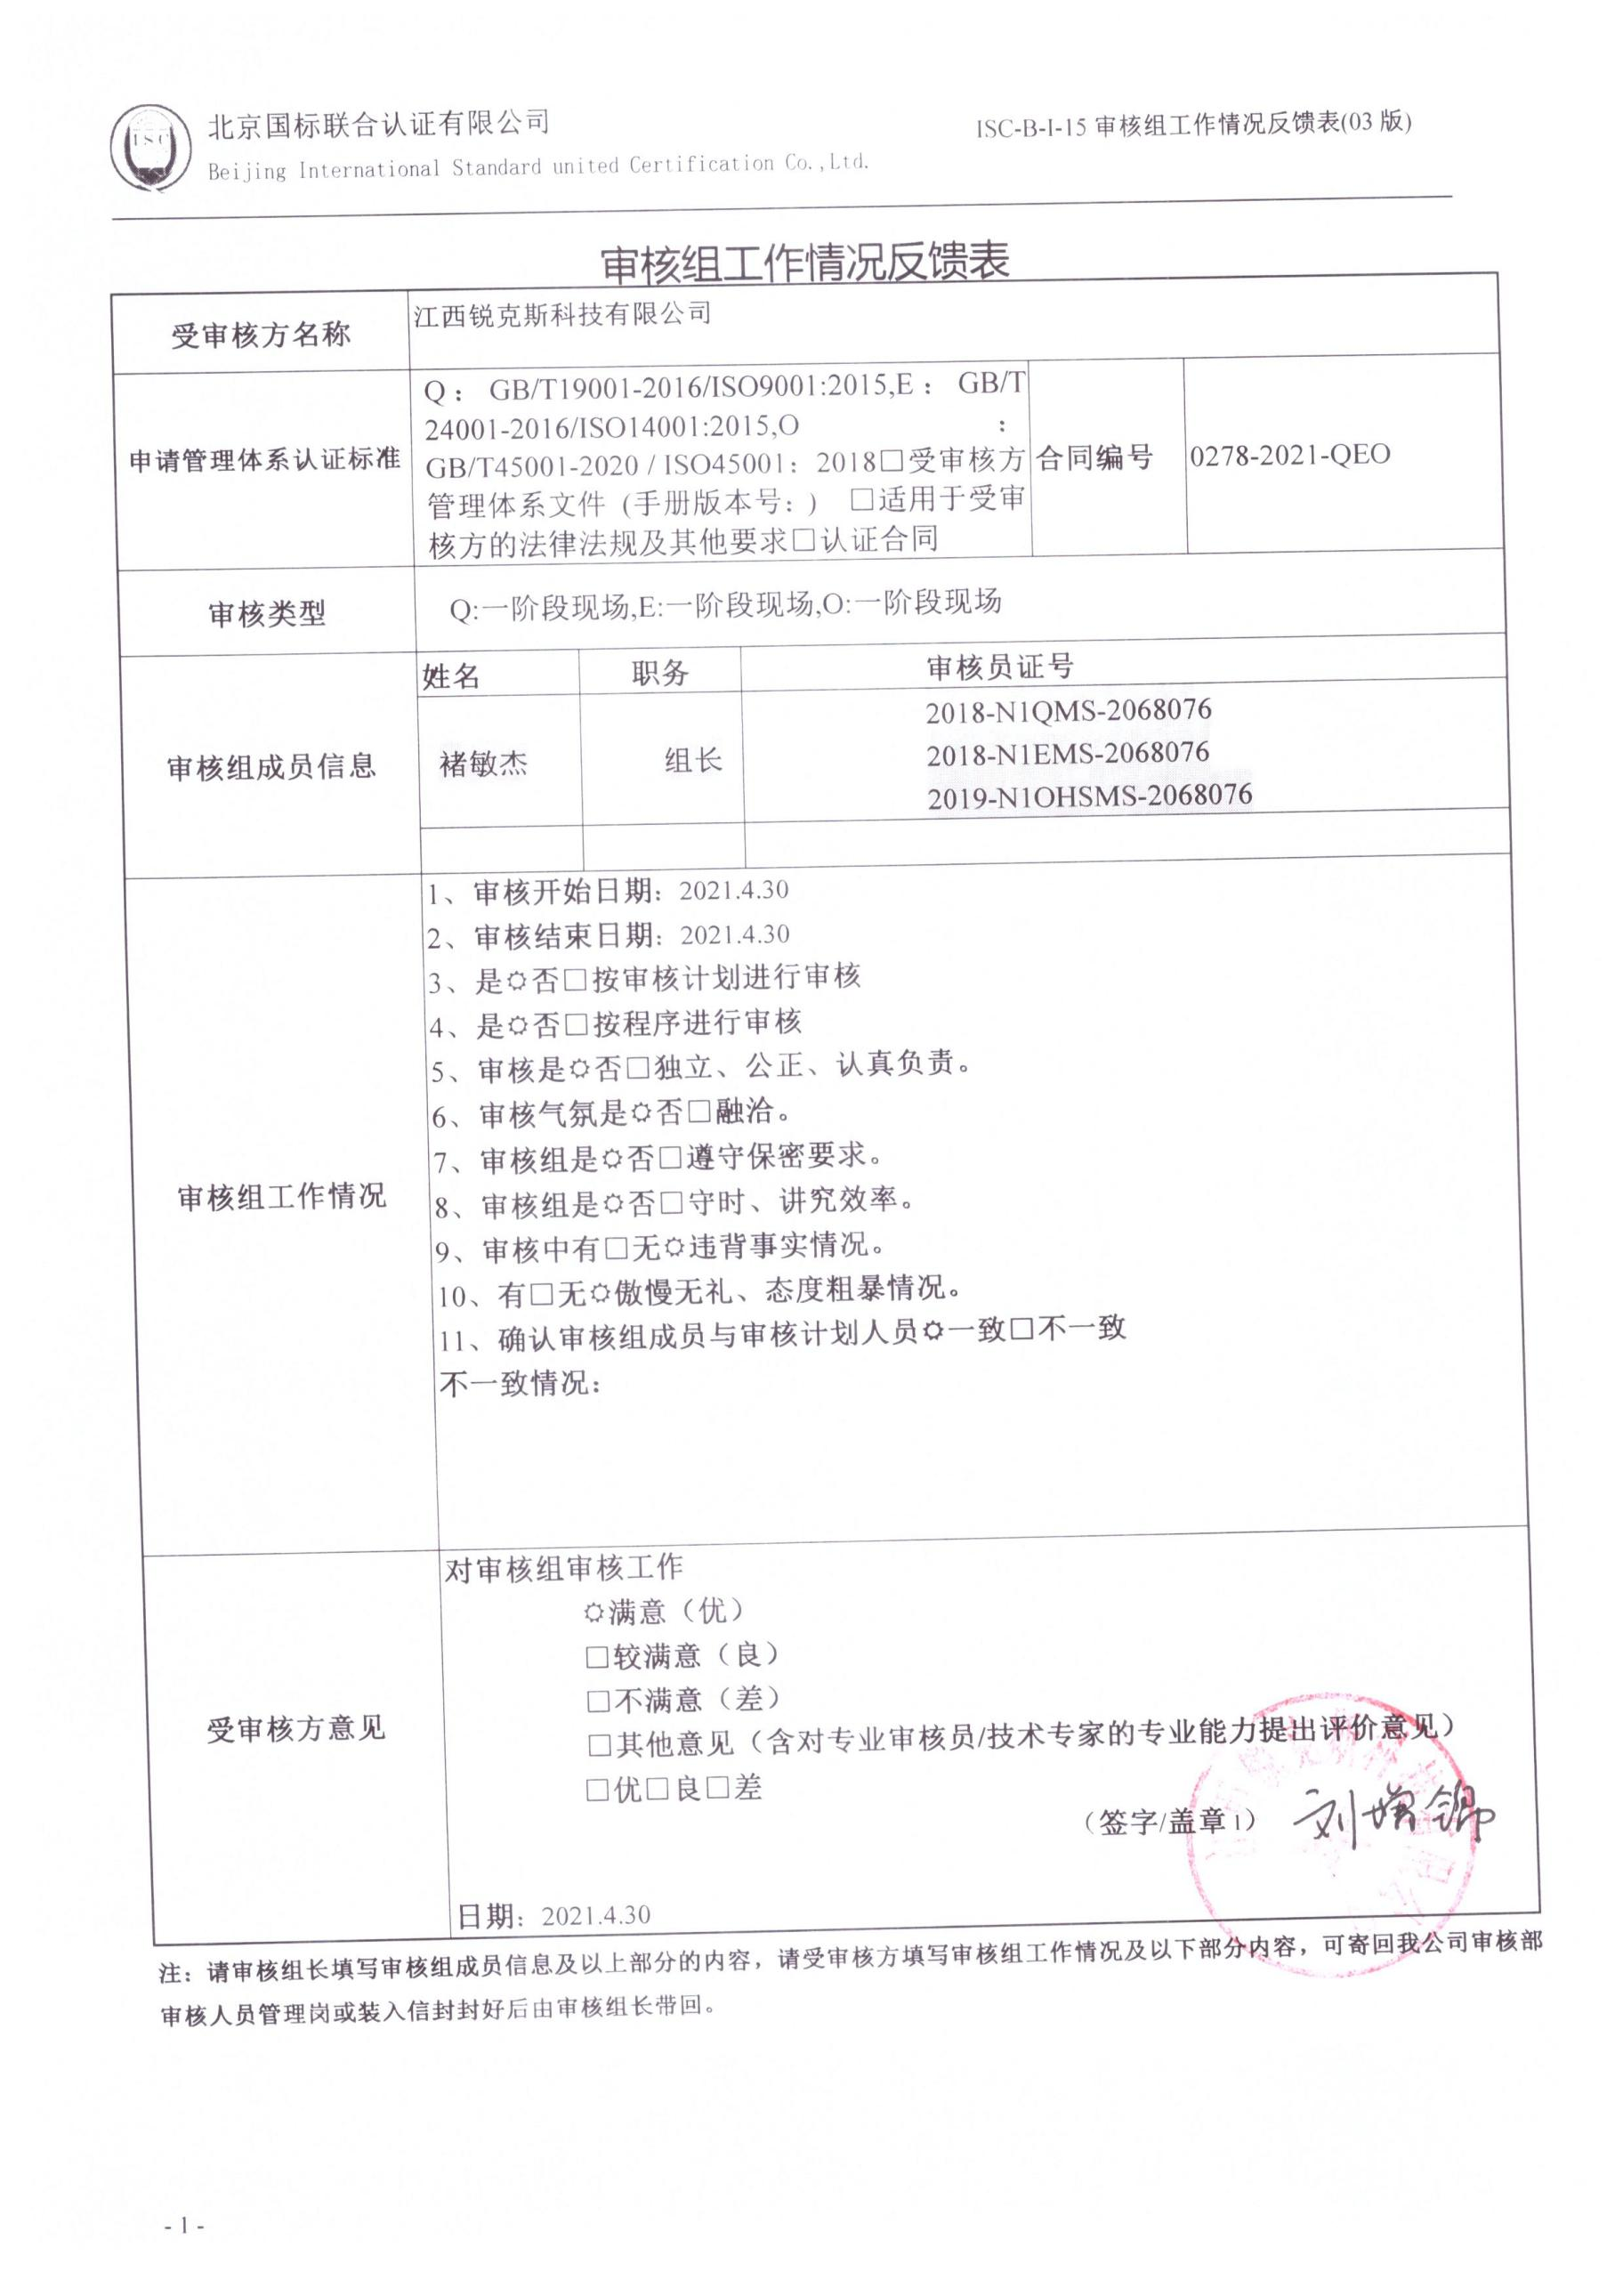 ISC
北京国标联合认证有限公司
ISC-B-I-15 审核组工作情况反馈表(03 版)
Beijing International Standard united Certification Co.,Ltd.
审核组工作情况反馈表
受审核方名称
江西锐克斯科技有限公司
申请管理体系认证标准
Q： GB/T19001-2016/ISO9001:2015,E： GB/T
24001-2016/ISO14001:2015,O ：
GB/T45001-2020 / ISO45001：2018□受审核方
管理体系文件 (手册版本号：) □适用于受审
核方的法律法规及其他要求□认证合同
合同编号
0278-2021-QEO
审核类型
Q:一阶段现场,E:一阶段现场,O:一阶段现场
审核组成员信息
姓名 职务 审核员证号
褚敏杰 组长
2018-N1QMS-2068076
2018-N1EMS-2068076
2019-N1OHSMS-2068076
审核组工作情况
1、审核开始日期：2021.4.30
2、审核结束日期：2021.4.30
3、是☼否□按审核计划进行审核
4、是☼否□按程序进行审核
5、审核是☼否□独立、公正、认真负责。
6、审核气氛是☼否□融洽。
7、审核组是☼否□遵守保密要求。
8、审核组是☼否□守时、讲究效率。
9、审核中有□无☼违背事实情况。
10、有□无☼傲慢无礼、态度粗暴情况。
11、确认审核组成员与审核计划人员☼一致□不一致
不一致情况：
受审核方意见
对审核组审核工作
☼满意（优）
□较满意（良）
□不满意（差）
□其他意见（含对专业审核员/技术专家的专业能力提出评价意见）
□优□良□差
（签字/盖章）
日期：2021.4.30
注：请审核组长填写审核组成员信息及以上部分的内容，请受审核方填写审核组工作情况及以下部分内容，可寄回我公司审核部
审核人员管理岗或装入信封封好后由审核组长带回。
- 1 -